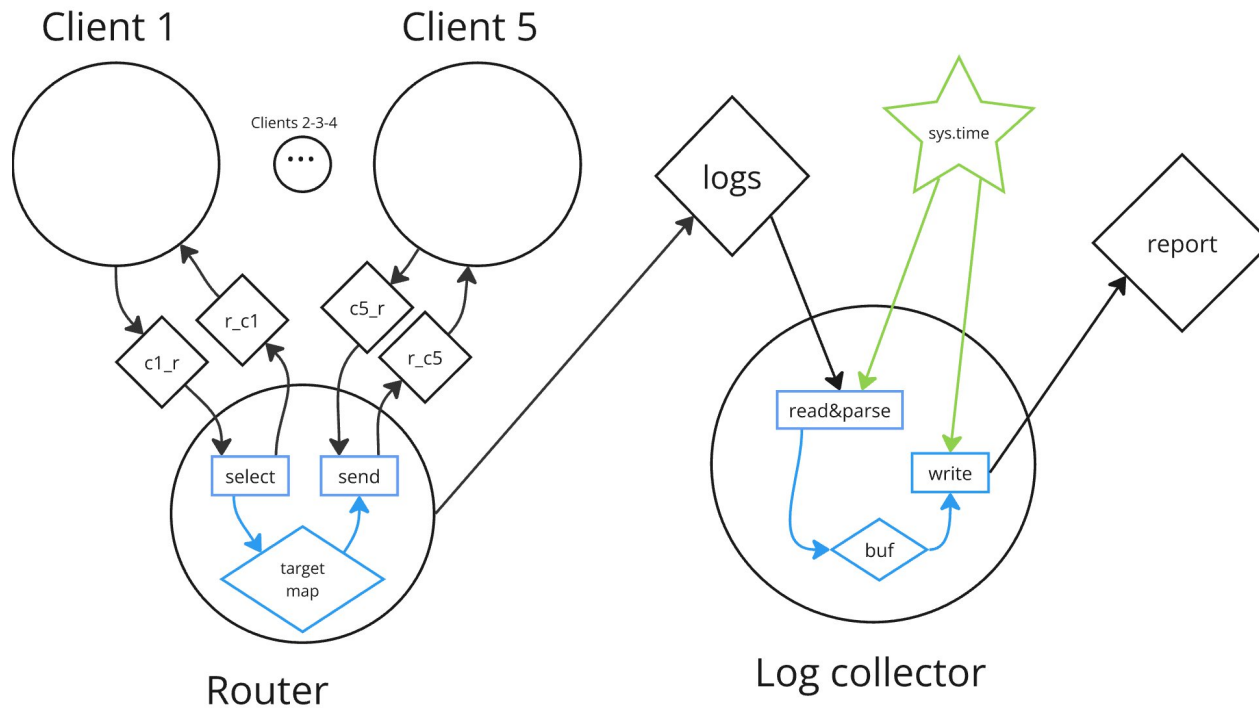 Client 1
Client 5
Clients 2-3-4
...
sys.time
logs
report
c5_r
r_c1
r_c5
c1_r
read&parse
select
send
write
buf
target
map
Log collector
Router